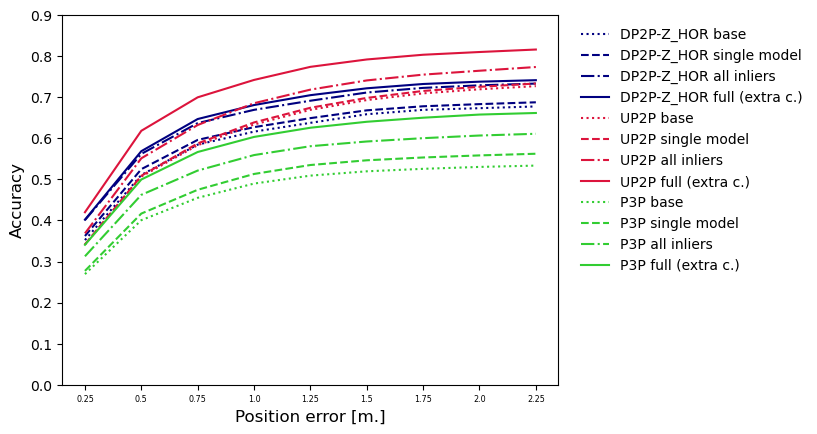 0.9
0.8
0.7
0.6
0.5
0.4
0.3
0.2
0.1
0.0
Accuracy
0.25
0.5
0.75
1.0
1.25
1.5
1.75
2.0
2.25
Position error [m.]
DP2P-Z_HOR base
DP2P-Z_HOR single model
DP2P-Z_HOR all inliers
DP2P-Z_HOR full (extra c.)
UP2P base
UP2P single model
UP2P all inliers
UP2P full (extra c.)
P3P base
P3P single model
P3P all inliers
P3P full (extra c.)